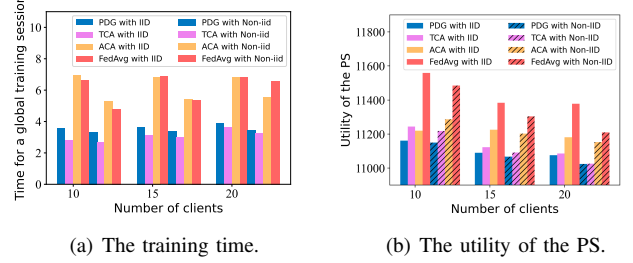 PDG with IID
TCA with IID
ACA with IID
FedAvg with IID
PDG with Non-iid
TCA with Non-iid
ACA with Non-iid
FedAvg with Non-iid
Time for a global training session
10
8
6
4
2
0
10
15
20
Number of clients
(a) The training time.
PDG with IID
TCA with IID
ACA with IID
FedAvg with IID
PDG with Non-IID
TCA with Non-IID
ACA with Non-IID
FedAvg with Non-IID
Utility of the PS
11800
11600
11400
11200
11000
10
15
20
Number of clients
(b) The utility of the PS.